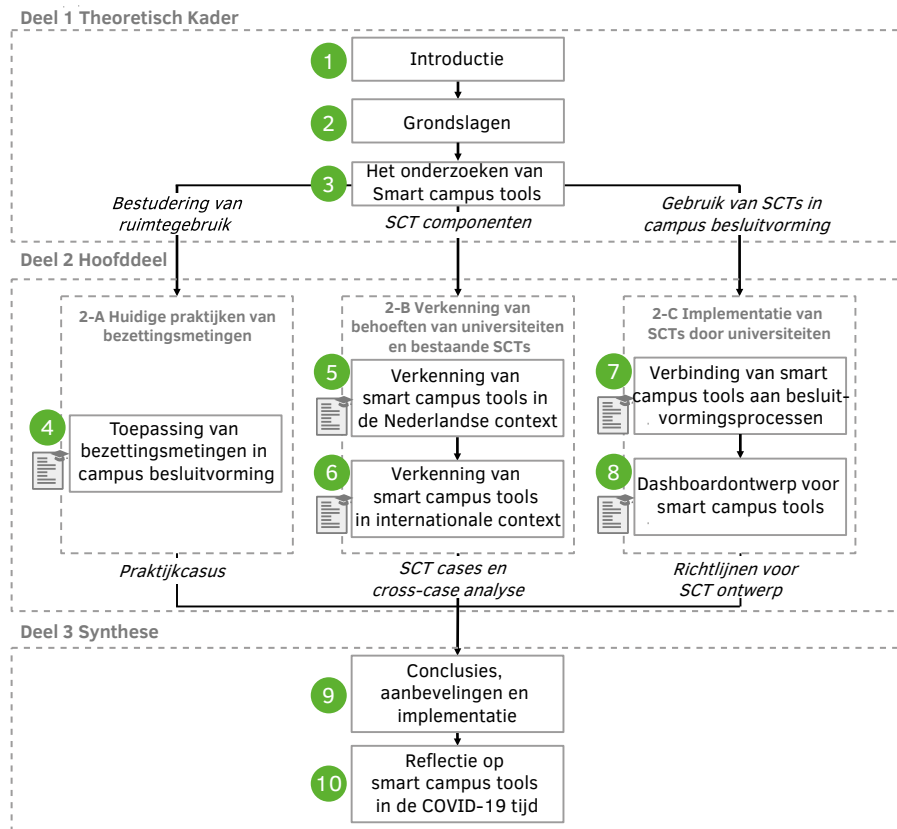 Deel 1 Theoretisch Kader
1
Introductie
2
Grondslagen
3
Het onderzoeken van
Smart campus tools
Bestudering van
ruimtegebruik
SCT componenten
Gebruik van SCTs in
campus besluitvorming
Deel 2 Hoofddeel
2-A Huidige praktijken van
bezettingsmetingen
4
Toepassing van
bezettingsmetingen in
campus besluitvorming
2-B Verkenning van
behoeften van universiteiten
en bestaande SCTs
5
Verkenning van
smart campus tools in
de Nederlandse context
6
Verkenning van
smart campus tools
in internationale context
2-C Implementatie van
SCTs door universiteiten
7
Verbinding van smart
campus tools aan besluit-
vormingsprocessen
8
Dashboardontwerp voor
smart campus tools
Praktijkcasus
SCT cases en
cross-case analyse
Richtlijnen voor
SCT ontwerp
Deel 3 Synthese
9
Conclusies,
aanbevelingen en
implementatie
10
Reflectie op
smart campus tools
in de COVID-19 tijd